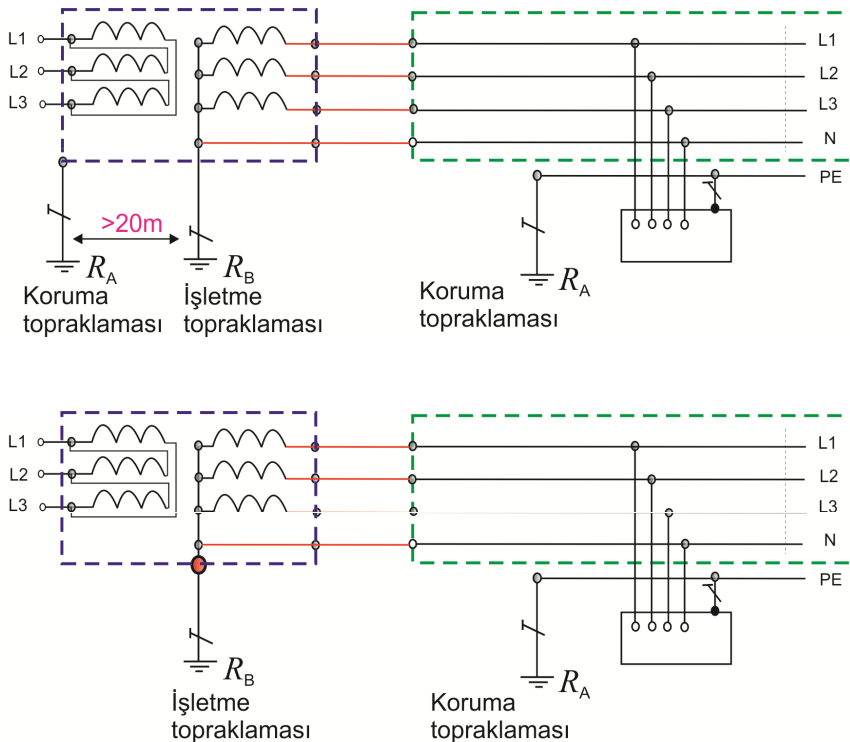 L1
L2
L3
L1
L2
L3
N
PE
>20m
R_A
R_B
R_A
Koruma
topraklaması
İşletme
topraklaması
Koruma
topraklaması
L1
L2
L3
L1
L2
L3
N
PE
R_B
R_A
İşletme
topraklaması
Koruma
topraklaması